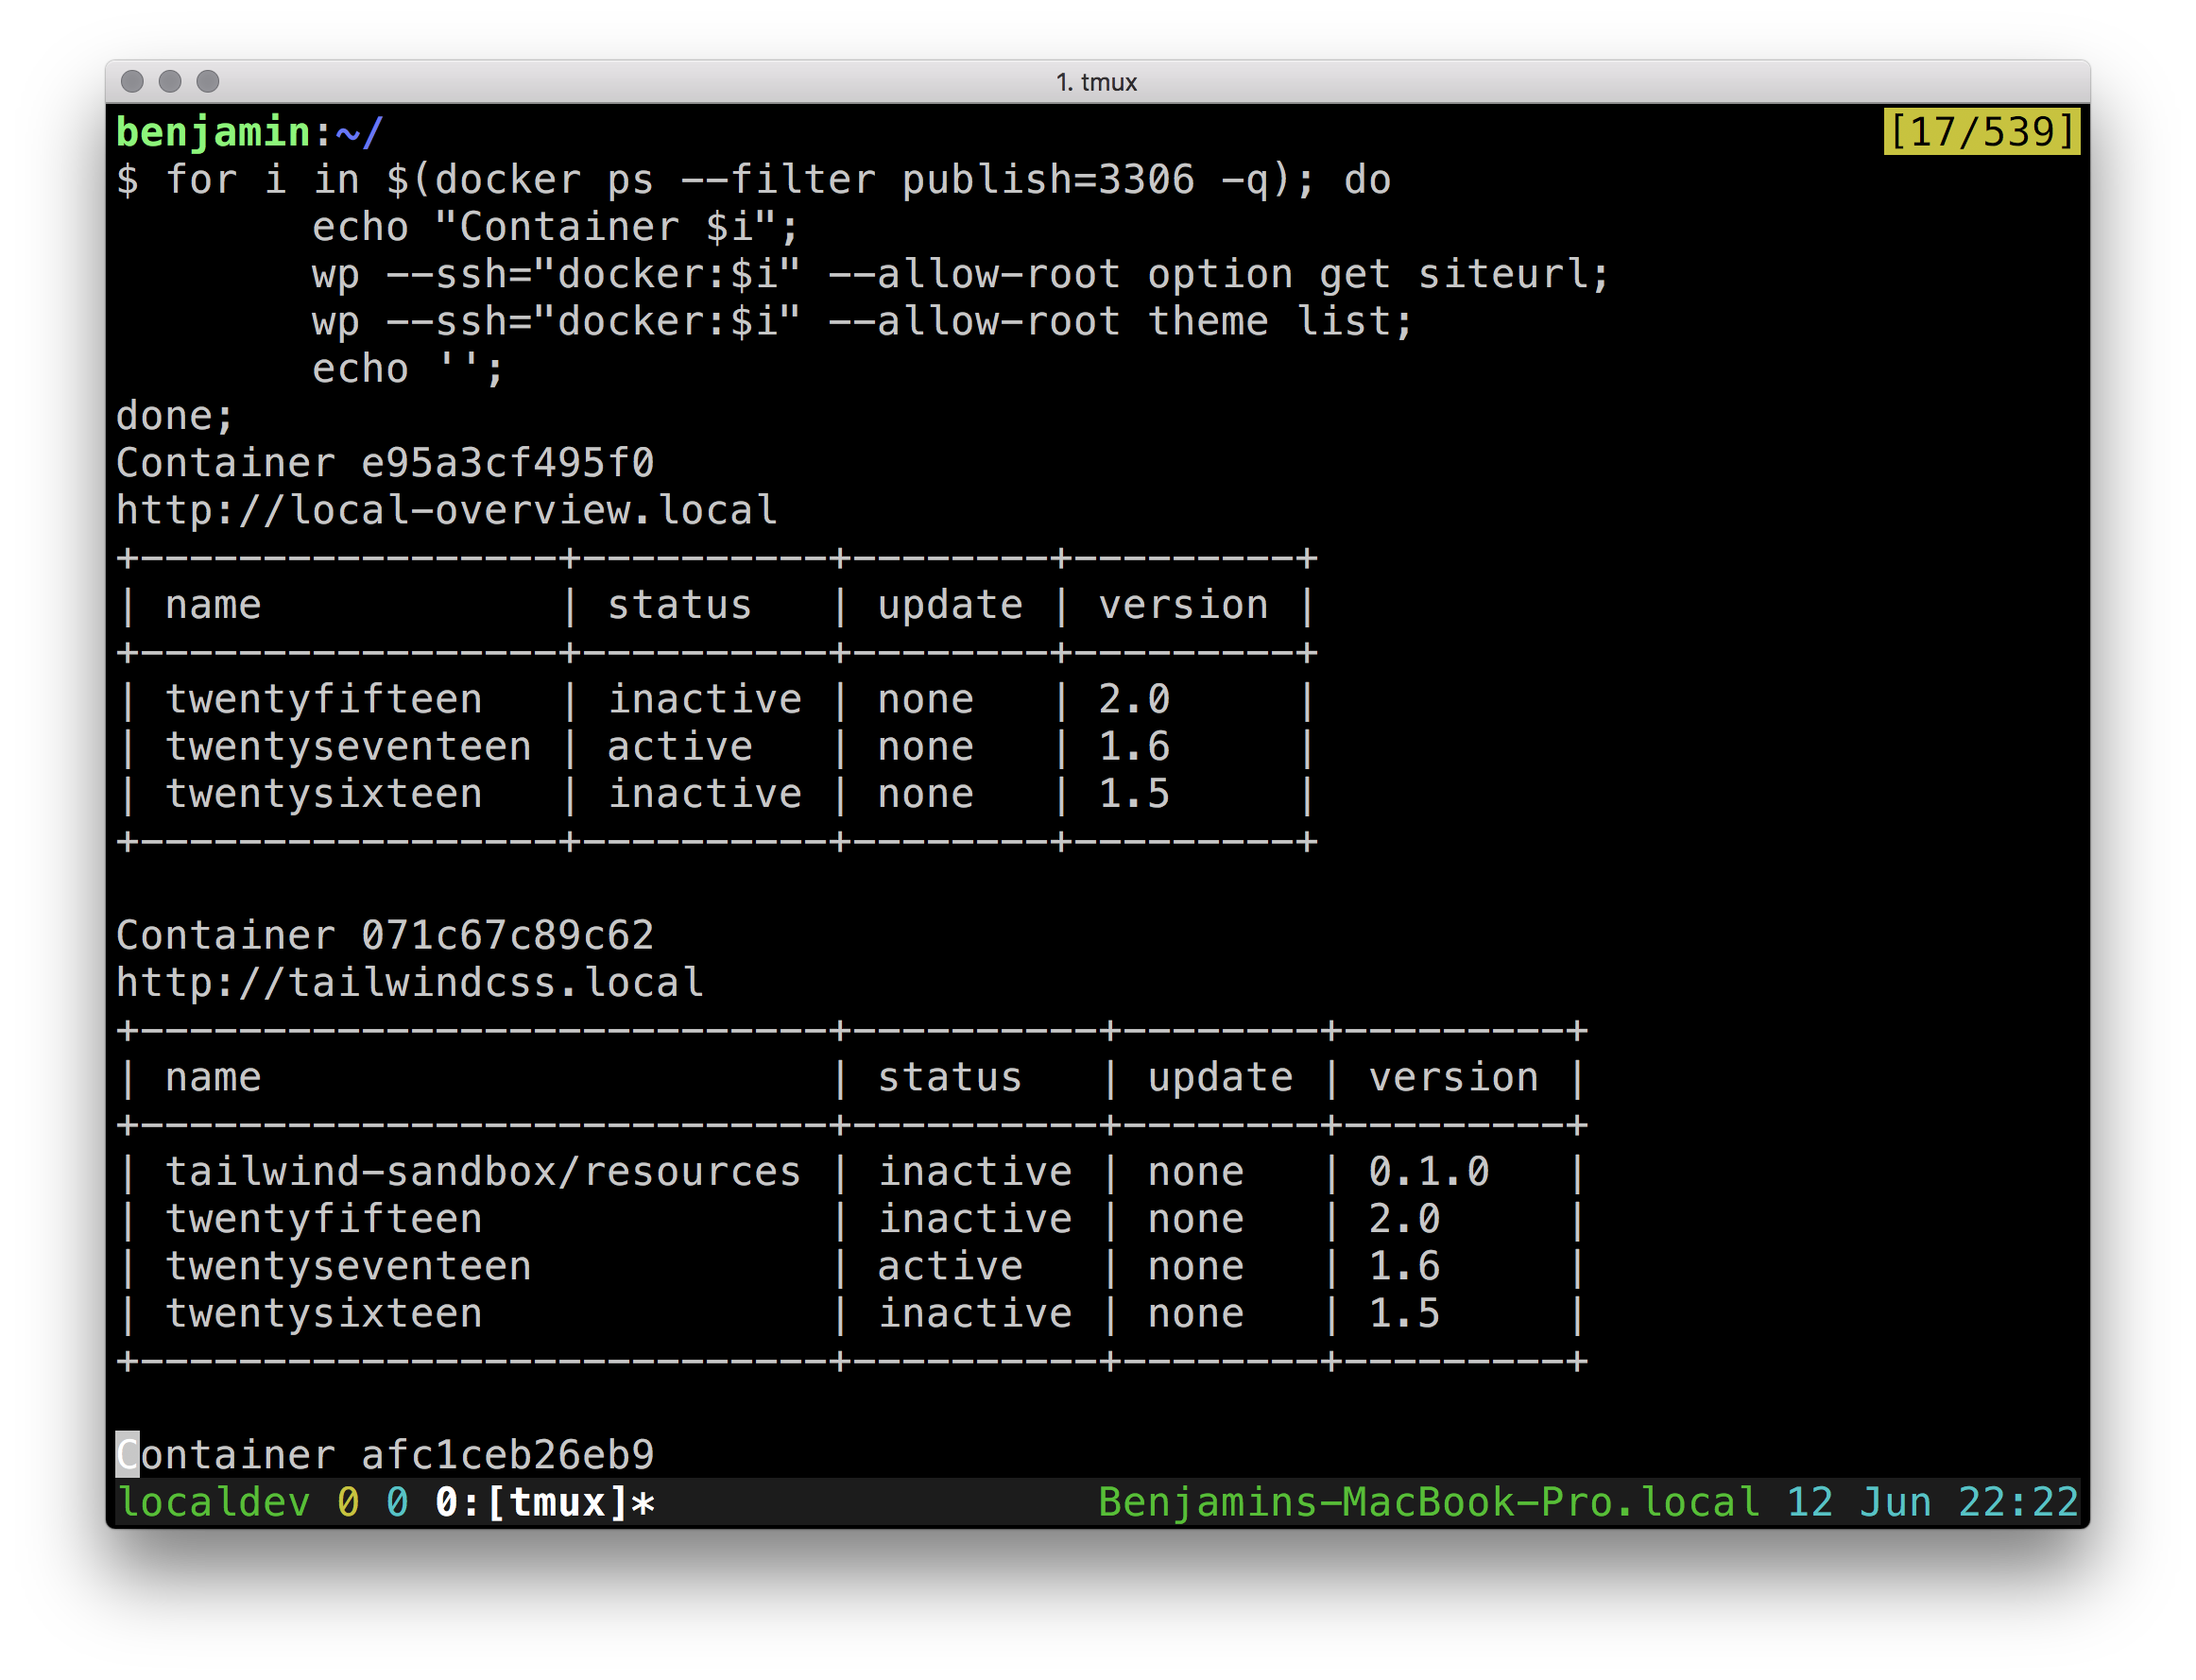 1. tmux
benjamin:~/ [17/539]
$ for i in $(docker ps --filter publish=3306 -q); do
        echo "Container $i";
        wp --ssh="docker:$i" --allow-root option get siteurl;
        wp --ssh="docker:$i" --allow-root theme list;
        echo '';
done;
Container e95a3cf495f0
http://local-overview.local
+-----------------+----------+--------+---------+
| name            | status   | update | version |
+-----------------+----------+--------+---------+
| twentyfifteen   | inactive | none   | 2.0     |
| twentyseventeen | active   | none   | 1.6     |
| twentysixteen   | inactive | none   | 1.5     |
+-----------------+----------+--------+---------+
Container 071c67c89c62
http://tailwindcss.local
+----------------------------+----------+--------+---------+
| name                       | status   | update | version |
+----------------------------+----------+--------+---------+
| tailwind-sandbox/resources | inactive | none   | 0.1.0   |
| twentyfifteen              | inactive | none   | 2.0     |
| twentyseventeen            | active   | none   | 1.6     |
| twentysixteen              | inactive | none   | 1.5     |
+----------------------------+----------+--------+---------+
Container afc1ceb26eb9
localdev 0 0 0:[tmux]* Benjamins-MacBook-Pro.local 12 Jun 22:22